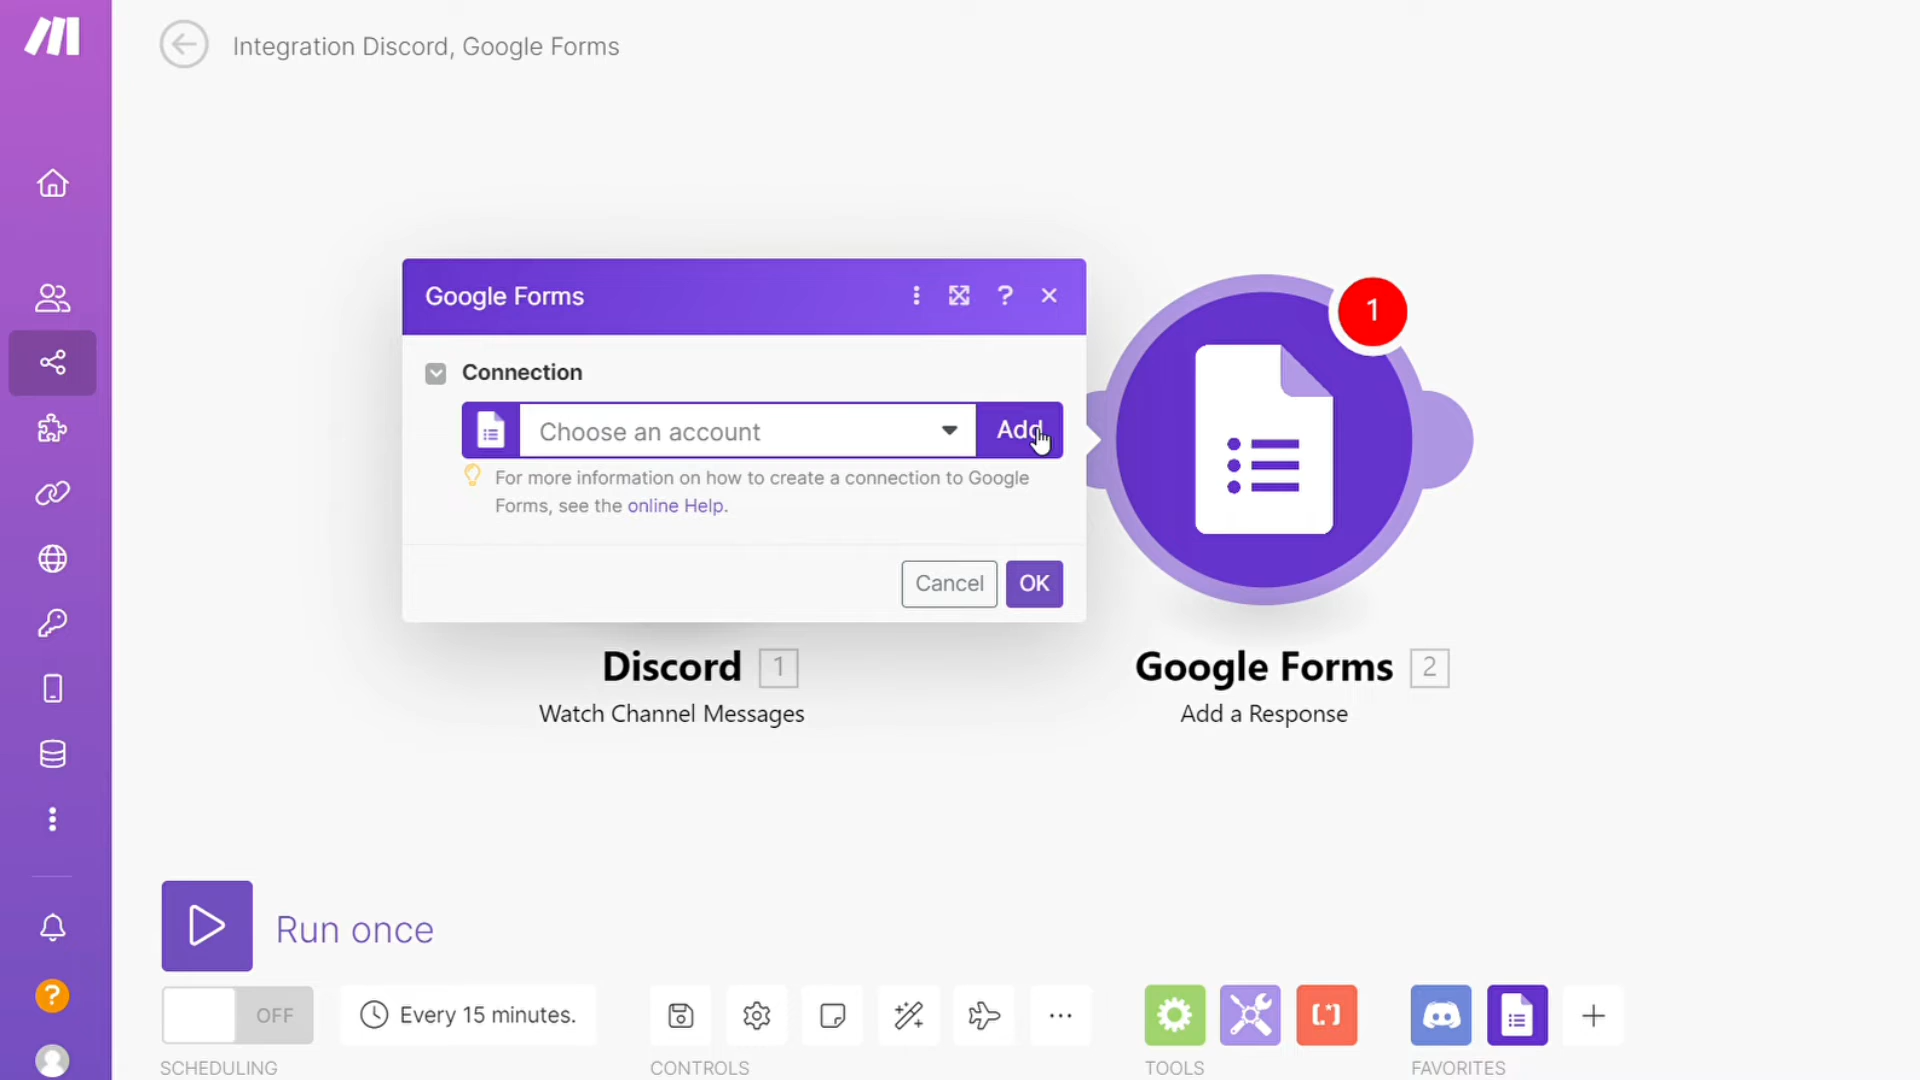 Integration Discord, Google Forms
Google Forms
?
Connection
Choose an account
Add
For more information on how to create a connection to Google
Forms, see the online Help.
Cancel
OK
1
Discord 1
Watch Channel Messages
Google Forms 2
Add a Response
Run once
OFF
Every 15 minutes.
?
SCHEDULING
CONTROLS
TOOLS
FAVORITES